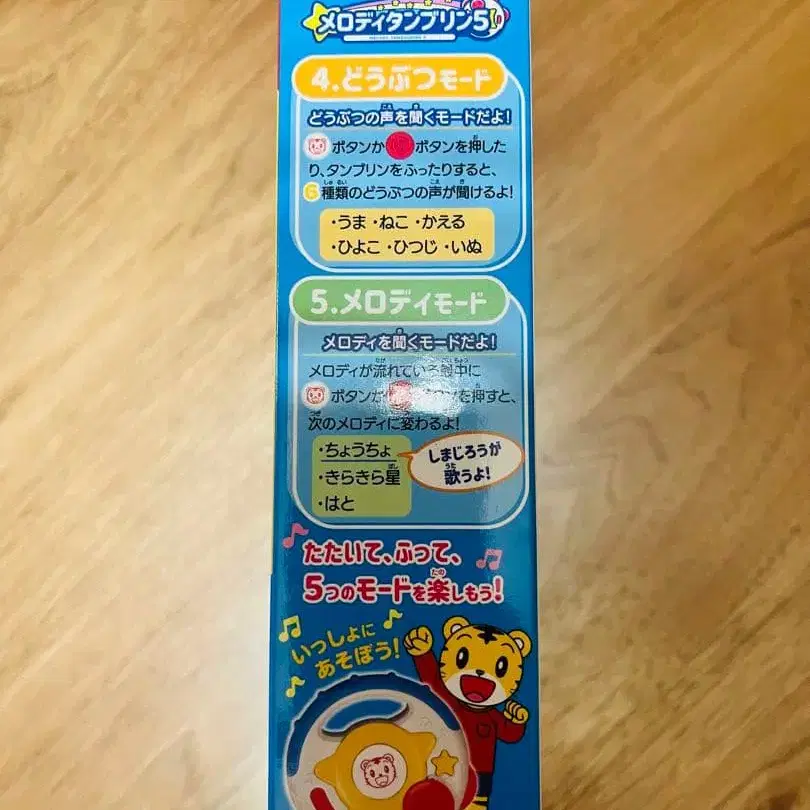 メロディタンブリン5
4.どうぶつモード
どうぶつの声を聞くモードだよ!
ボタンか ボタンを押した
り、タンブリンをふったりすると、
6種類のどうぶつの声が聞けるよ!
・うま・ねこ・かえる
・ひよこ・ひつじ・いぬ
5.メロディモード
メロディを聞くモードだよ!
メロディが流れている最中に
ボタンか ボタンを押すと、
次のメロディに変わるよ!
・ちょうちょ
・きらきら星
・はと
しまじろうが
歌うよ!
たたいて、ふって、
5つのモードを楽しもう!
いっしょに
あそぼう!